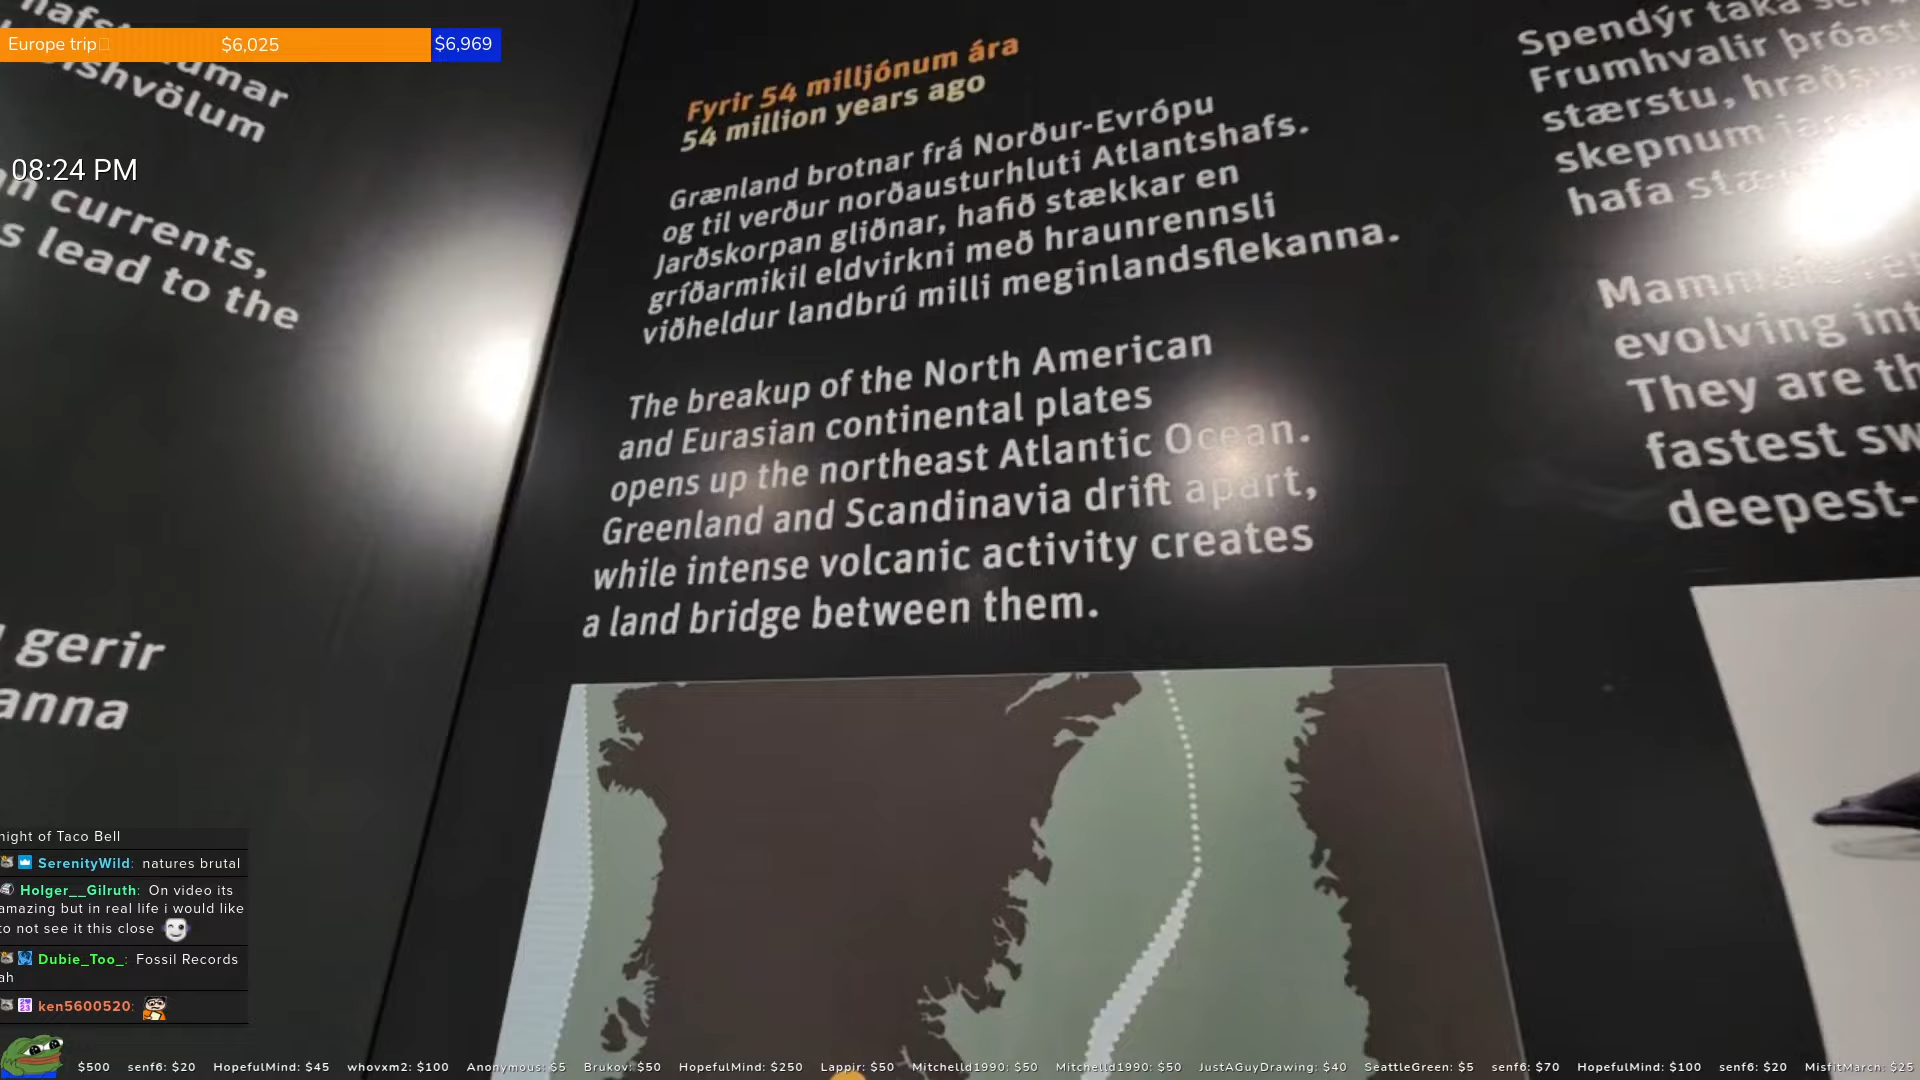 Europe trip $6,025 $6,969
08:24 PM
umar
ishvölum
currents,
s lead to the
gerir
anna
Fyrir 54 milljónum ára
54 million years ago
Grænland brotnar frá Norður-Evrópu
og til verður norðausturhluti Atlantshafs.
Jarðskorpan gliðnar, hafið stækkar en
gríðarmikil eldvirkni með hraunrennsli
viðheldur landbrú milli meginlandsflekanna.
The breakup of the North American
and Eurasian continental plates
opens up the northeast Atlantic Ocean.
Greenland and Scandinavia drift apart,
while intense volcanic activity creates
a land bridge between them.
Spendýr taka
Frumhvalir þróast
stærstu,
skepnum
hafa
evolving int
They are th
fastest sw
deepest-
night of Taco Bell
SerenityWild: natures brutal
Holger__Gilruth: On video its
amazing but in real life i would like
to not see it this close
Dubie_Too_: Fossil Records
ah
ken5600520:
$500 senf6: $20 HopefulMind: $45 whovxm2: $100 Anonymous: $5 Brukov: $50 HopefulMind: $250 Lappir: $50 Mitchelld1990: $50 Mitchelld1990: $50 JustAGuyDrawing: $40 SeattleGreen: $5 senf6: $70 HopefulMind: $100 senf6: $20 MisfitMarch: $25